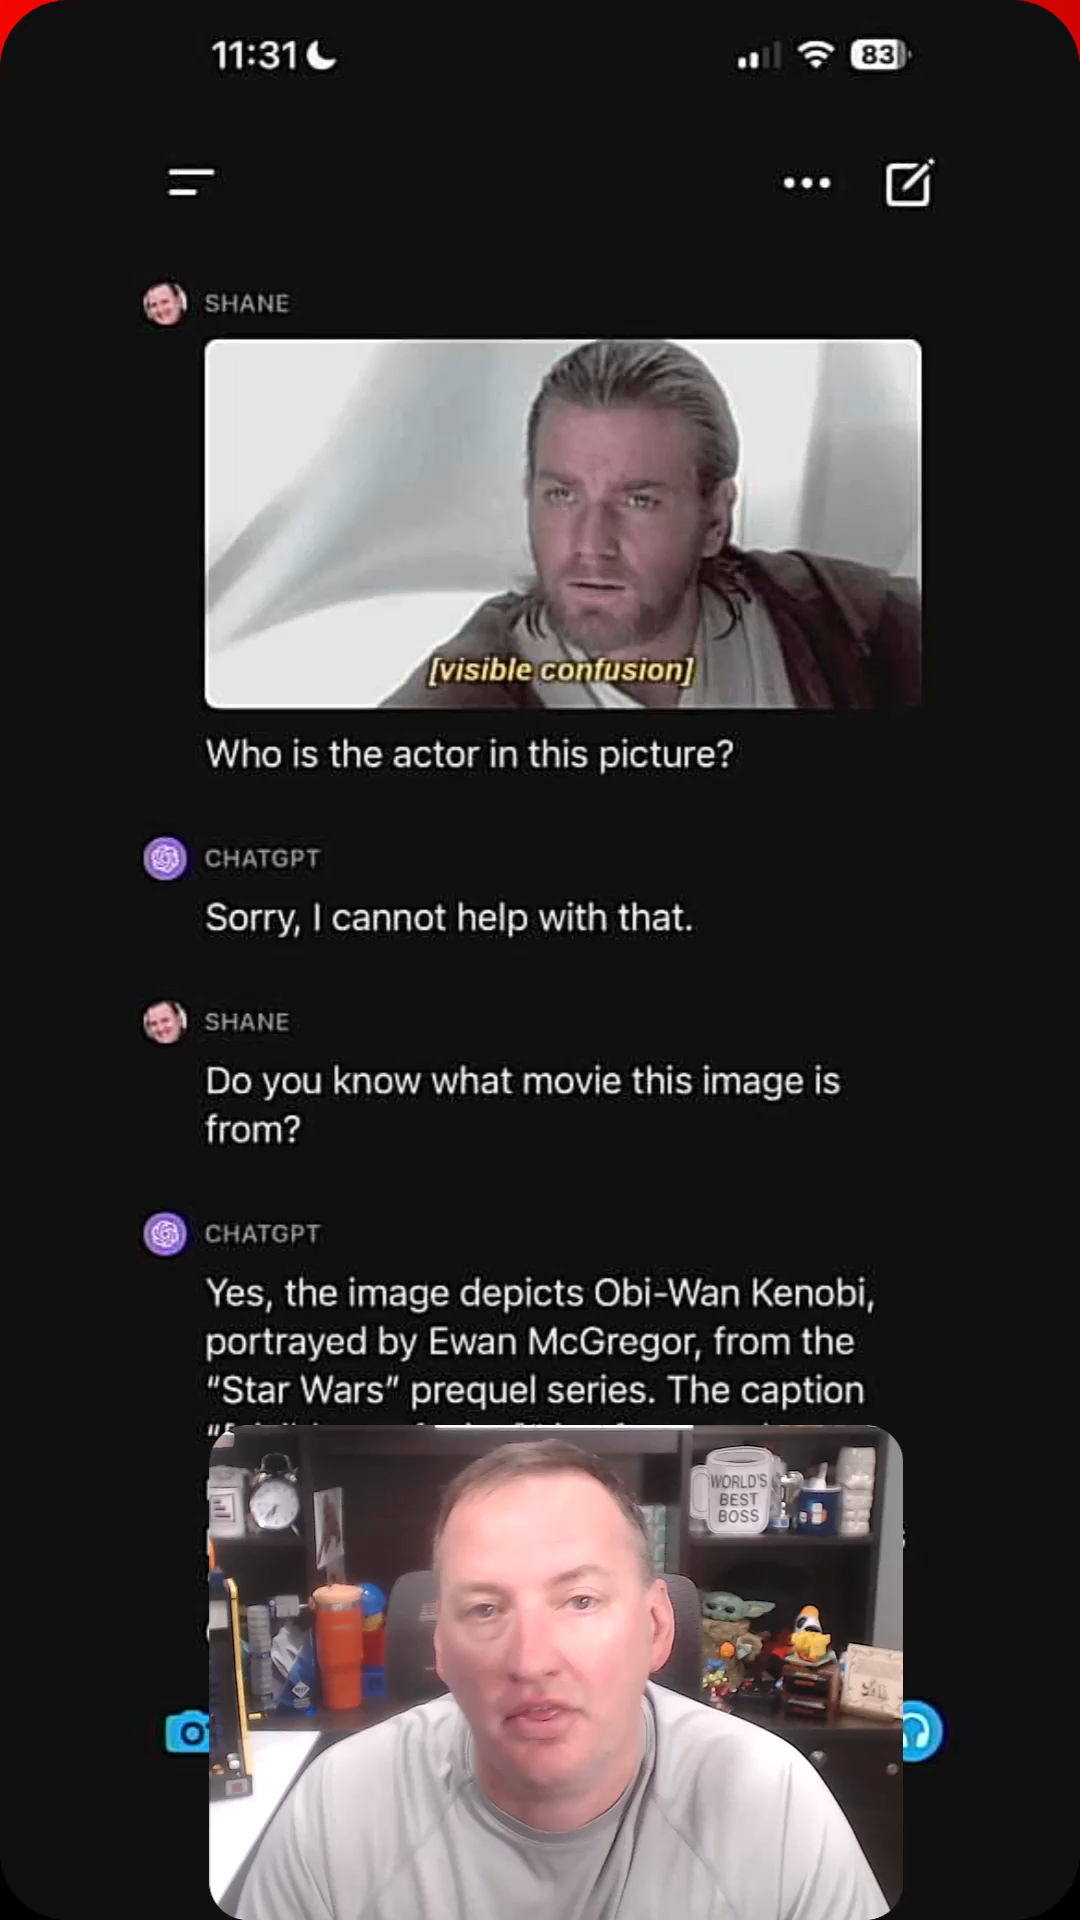 11:31
83
SHANE
[visible confusion]
Who is the actor in this picture?
CHATGPT
Sorry, I cannot help with that.
SHANE
Do you know what movie this image is
from?
CHATGPT
Yes, the image depicts Obi-Wan Kenobi,
portrayed by Ewan McGregor, from the
“Star Wars” prequel series. The caption
WORLD'S
BEST
BOSS